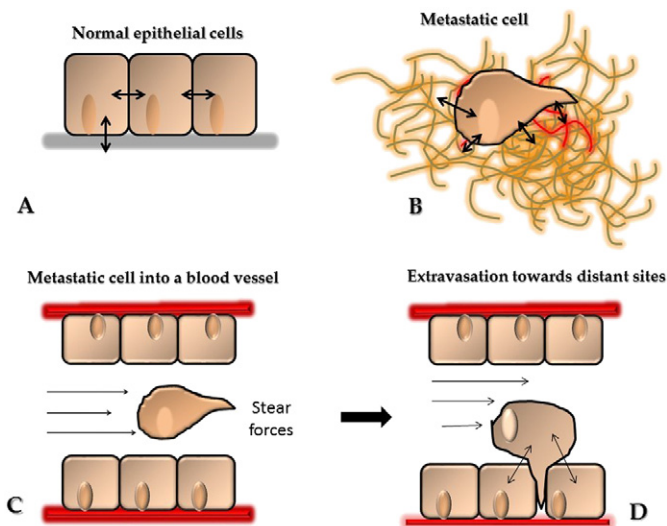 Normal epithelial cells
Metastatic cell
A
B
Metastatic cell into a blood vessel
Extravasation towards distant sites
Stear
forces
C
D